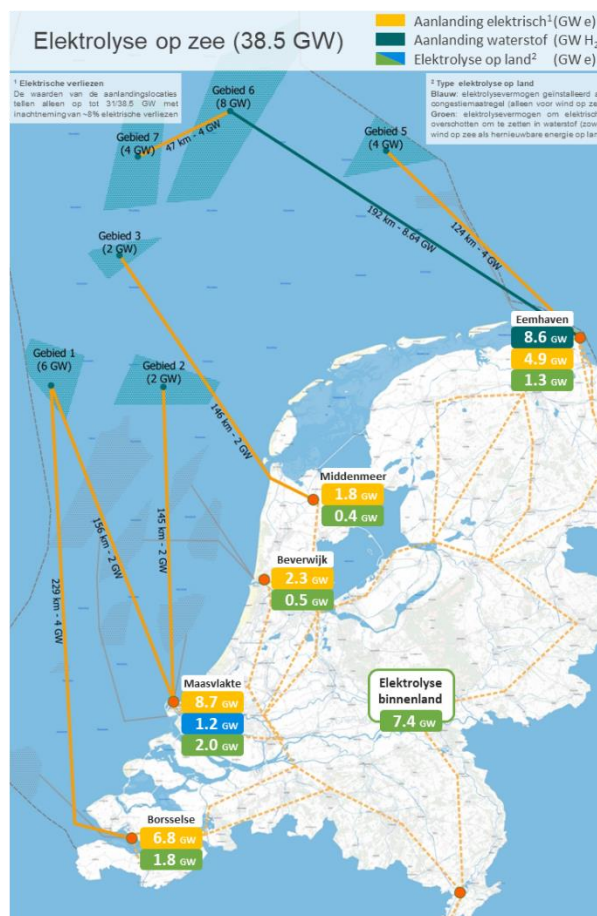 Elektrolyse op zee (38.5 GW)
Aanlanding elektrisch¹(GW e)
Aanlanding waterstof (GW H₂
Elektrolyse op land² (GW e)
¹ Elektrische verliezen
De waarden van de aanlandingslocaties
tellen alleen op tot 31/38.5 GW met
inachtneming van ~8% elektrische verliezen
² Type elektrolyse op land
Blauw: elektrolysevermogen geïnstalleerd a
congestiemaatregel (alleen voor wind op ze
Groen: elektrolysevermogen om elektrisch
overschotten om te zetten in waterstof (zow
wind op zee als hernieuwbare energie op lan
Gebied 6
(8 GW)
Gebied 7
(4 GW)
47 km - 4 GW
Gebied 5
(4 GW)
192 km - 8.64 GW
124 km - 4 GW
Gebied 3
(2 GW)
Eemhaven
8.6 GW
4.9 GW
1.3 GW
Gebied 1
(6 GW)
Gebied 2
(2 GW)
146 km - 2 GW
Middenmeer
1.8 GW
0.4 GW
156 km - 2 GW
145 km - 2 GW
229 km - 4 GW
Beverwijk
2.3 GW
0.5 GW
Maasvlakte
8.7 GW
1.2 GW
2.0 GW
Elektrolyse
binnenland
7.4 GW
Borsselse
6.8 GW
1.8 GW